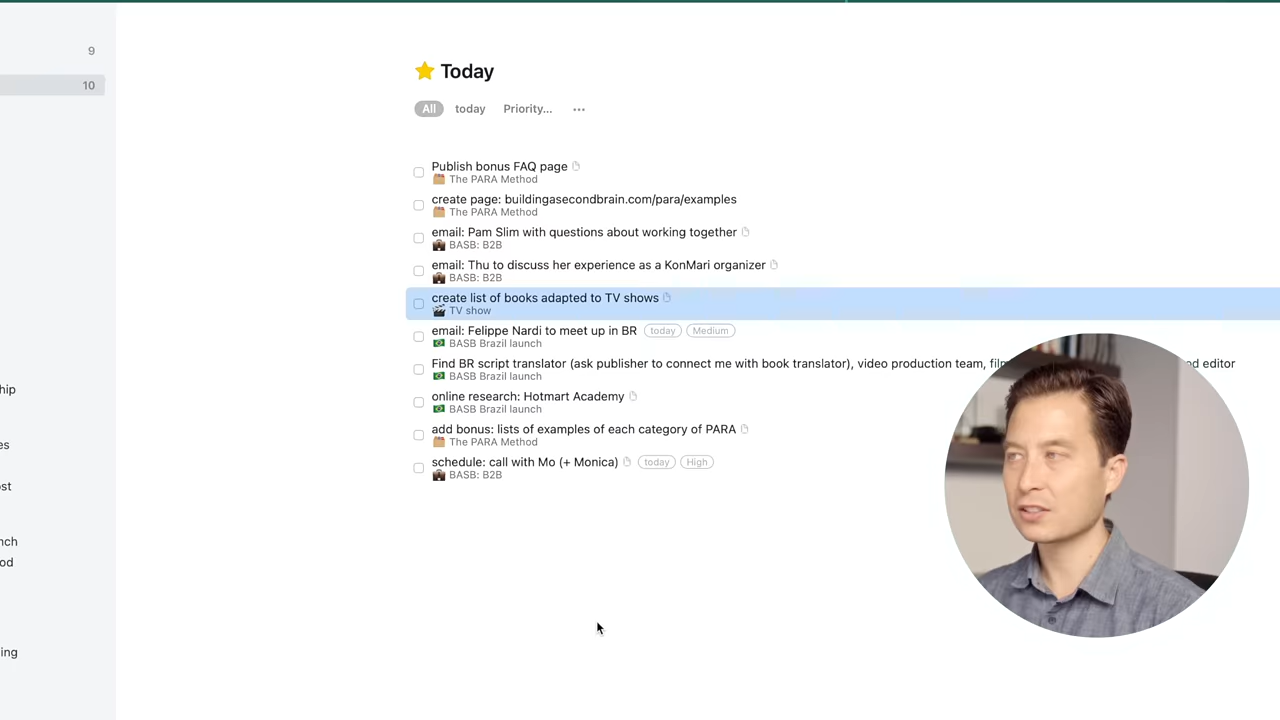 9
10
hip
es
ost
nch
od
ing
Today
All today Priority... •••
Publish bonus FAQ page
The PARA Method
create page: buildingasecondbrain.com/para/examples
The PARA Method
email: Pam Slim with questions about working together
BASB: B2B
email: Thu to discuss her experience as a KonMari organizer
BASB: B2B
create list of books adapted to TV shows
TV show
email: Felippe Nardi to meet up in BR today Medium
BASB Brazil launch
Find BR script translator (ask publisher to connect me with book translator), video production team, d editor
BASB Brazil launch
online research: Hotmart Academy
BASB Brazil launch
add bonus: lists of examples of each category of PARA
The PARA Method
schedule: call with Mo (+ Monica) today High
BASB: B2B